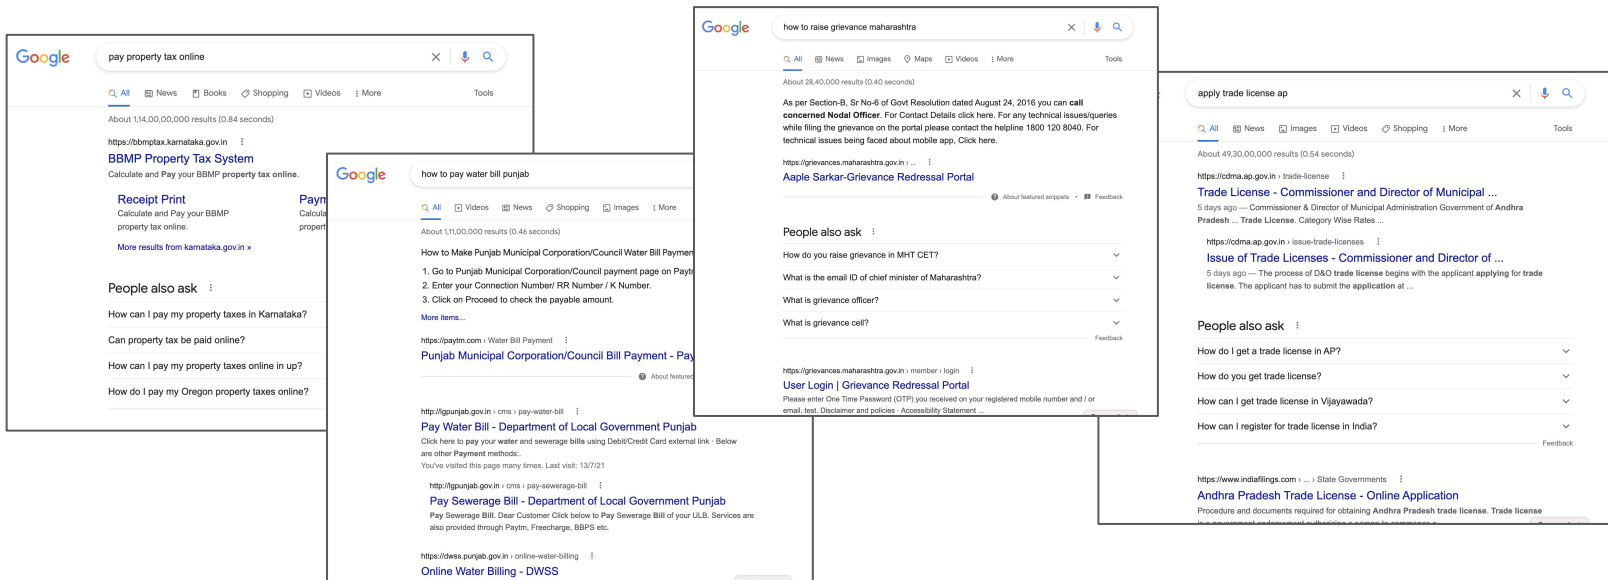 Google
pay property tax online
All News Books Shopping Videos More Tools
About 1,14,00,00,000 results (0.84 seconds)
https://bbmptax.karnataka.gov.in
BBMP Property Tax System
Calculate and Pay your BBMP property tax online.
Receipt Print
Calculate and Pay your BBMP
property tax online.
More results from karnataka.gov.in »
People also ask
How can I pay my property taxes in Karnataka?
Can property tax be paid online?
How can I pay my property taxes online in up?
How do I pay my Oregon property taxes online?
Google
how to pay water bill punjab
All Videos News Shopping Images More
About 1,11,00,000 results (0.46 seconds)
How to Make Punjab Municipal Corporation/Council Water Bill Payment
1. Go to Punjab Municipal Corporation/Council payment page on Payt
2. Enter your Connection Number/ RR Number / K Number.
3. Click on Proceed to check the payable amount.
More items...
https://paytm.com › Water Bill Payment
Punjab Municipal Corporation/Council Bill Payment - Pay
About featured
http://lgpunjab.gov.in › cms › pay-water-bill
Pay Water Bill - Department of Local Government Punjab
Click here to pay your water and sewerage bills using Debit/Credit Card external link · Below
are other Payment methods:.
You've visited this page many times. Last visit: 13/7/21
http://lgpunjab.gov.in › cms › pay-sewerage-bill
Pay Sewerage Bill - Department of Local Government Punjab
Pay Sewerage Bill. Dear Customer Click below to Pay Sewerage Bill of your ULB. Services are
also provided through Paytm, Freecharge, BBPS etc.
https://dwss.punjab.gov.in › online-water-billing
Online Water Billing - DWSS
Google
how to raise grievance maharashtra
All News Images Maps Videos More Tools
About 28,40,000 results (0.40 seconds)
As per Section-B, Sr No-6 of Govt Resolution dated August 24, 2016 you can call
concerned Nodal Officer. For Contact Details click here. For any technical issues/queries
while filing the grievance on the portal please contact the helpline 1800 120 8040. For
technical issues being faced about mobile app, Click here.
https://grievances.maharashtra.gov.in › ...
Aaple Sarkar-Grievance Redressal Portal
About featured snippets · Feedback
People also ask
How do you raise grievance in MHT CET?
What is the email ID of chief minister of Maharashtra?
What is grievance officer?
What is grievance cell?
Feedback
https://grievances.maharashtra.gov.in › member › login
User Login | Grievance Redressal Portal
Please enter One Time Password (OTP) you received on your registered mobile number and / or
email. test. Disclaimer and policies · Accessibility Statement ...
apply trade license ap
All News Images Videos Shopping More Tools
About 49,30,00,000 results (0.54 seconds)
https://cdma.ap.gov.in › trade-license
Trade License - Commissioner and Director of Municipal ...
5 days ago — Commissioner & Director of Municipal Administration Government of Andhra
Pradesh ... Trade License. Category Wise Rates ...
https://cdma.ap.gov.in › issue-trade-licenses
Issue of Trade Licenses - Commissioner and Director of ...
5 days ago — The process of D&O trade license begins with the applicant applying for trade
license. The applicant has to submit the application at ...
People also ask
How do I get a trade license in AP?
How do you get trade license?
How can I get trade license in Vijayawada?
How can I register for trade license in India?
Feedback
https://www.indiafilings.com › ... › State Governments
Andhra Pradesh Trade License - Online Application
Procedure and documents required for obtaining Andhra Pradesh trade license. Trade license